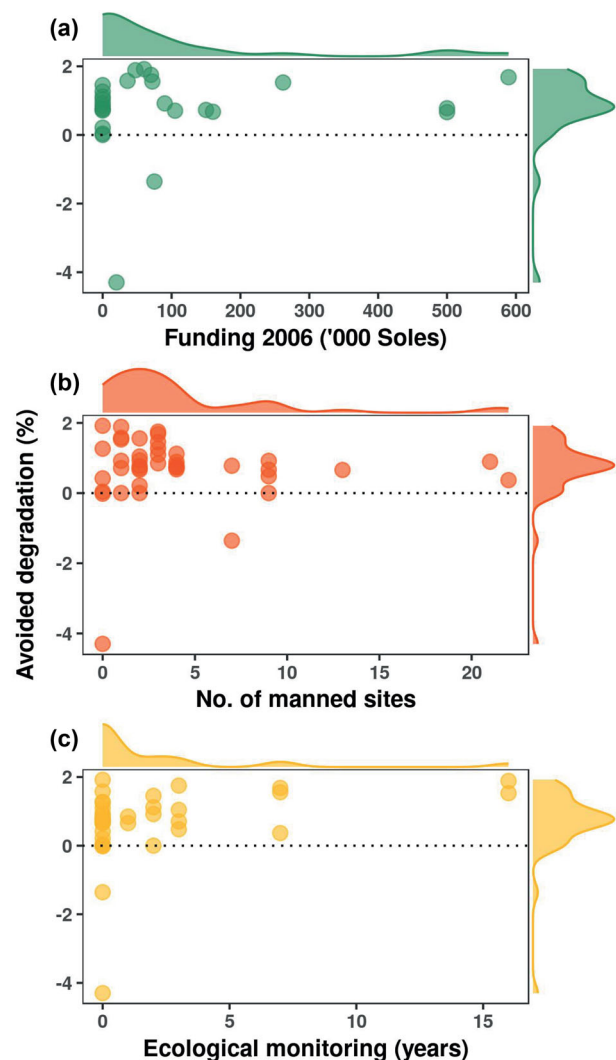 (a)
2
0
-2
-4
0 100 200 300 400 500 600
Funding 2006 ('000 Soles)
(b)
Avoided degradation (%)
2
0
-2
-4
0 5 10 15 20
No. of manned sites
(c)
2
0
-2
-4
0 5 10 15
Ecological monitoring (years)